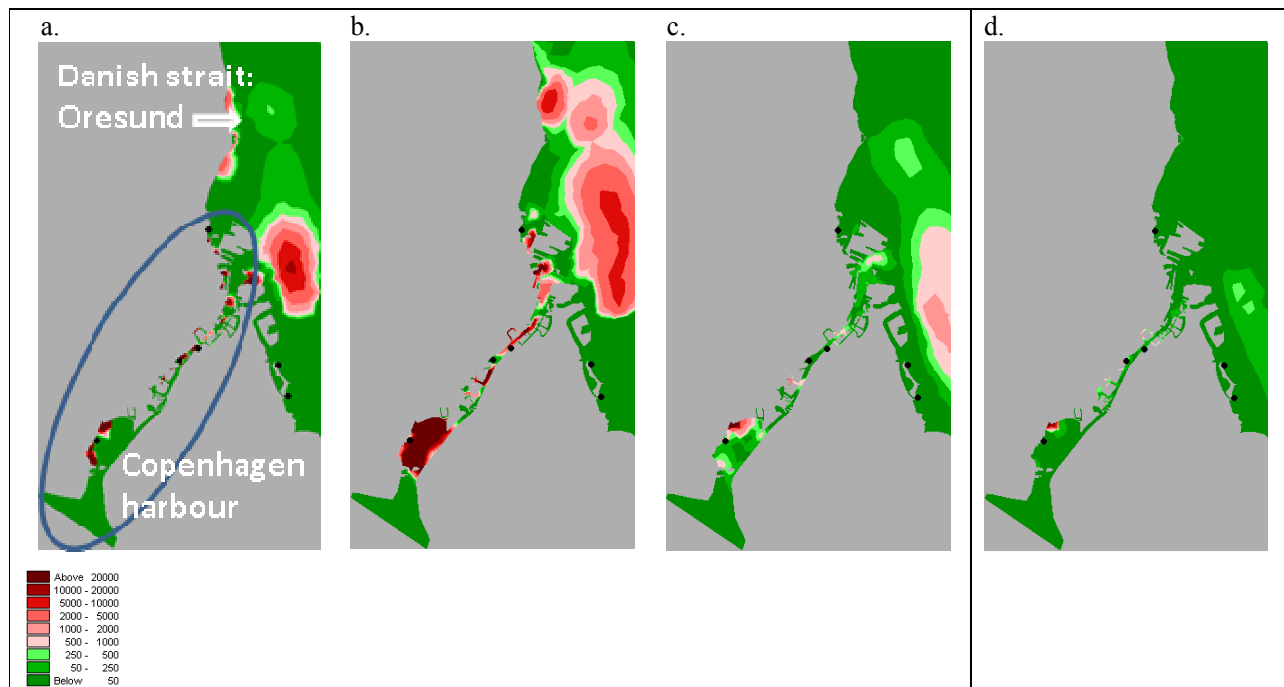 a.
b.
c.
d.
Danish strait:
Oresund
Copenhagen
harbour
Above 20000
10000 - 20000
5000 - 10000
2000 - 5000
1000 - 2000
500 - 1000
250 - 500
50 - 250
Below 50